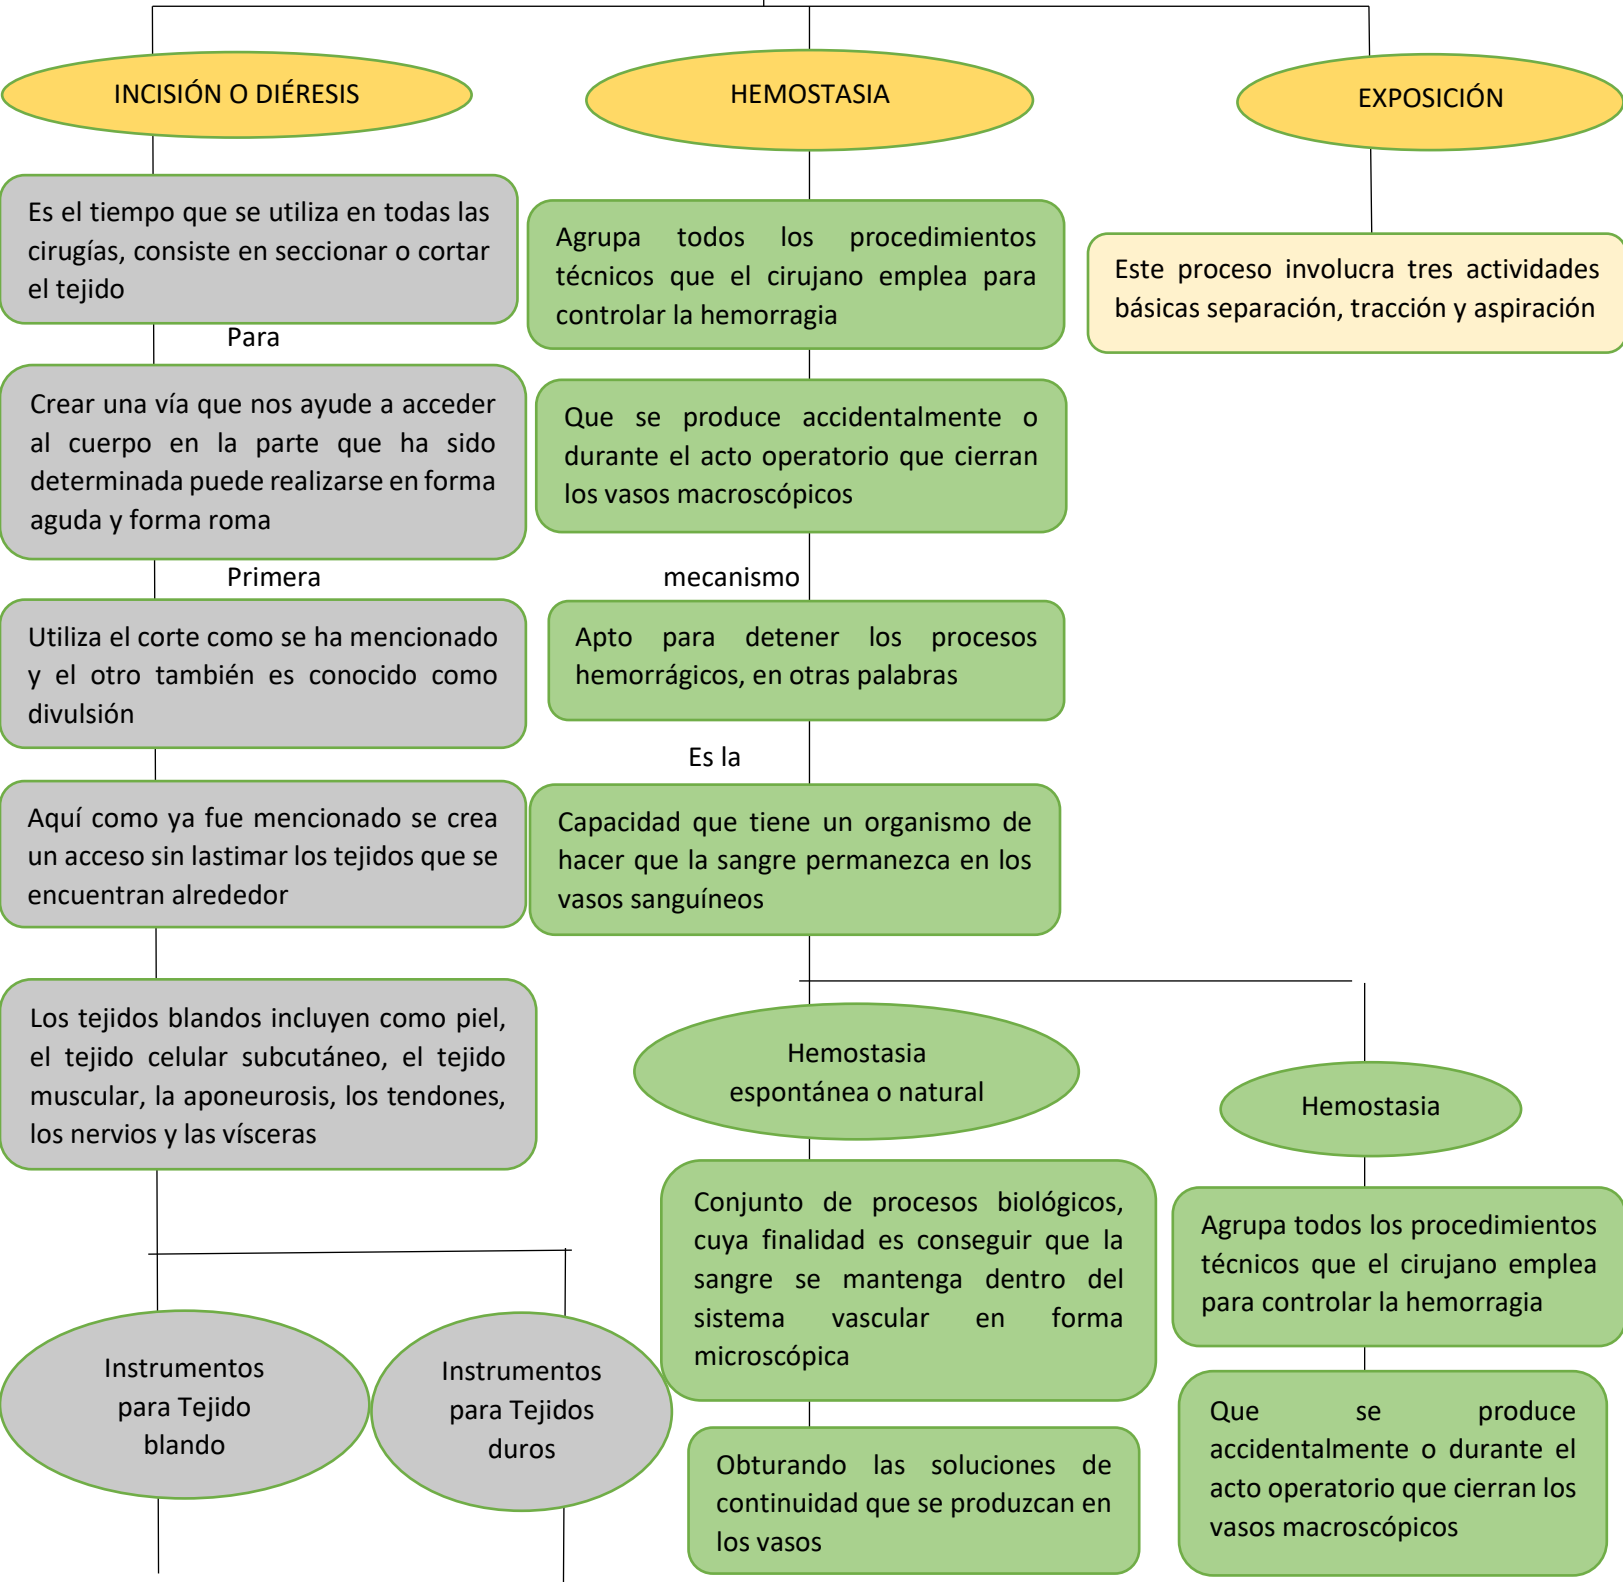 INCISIÓN O DIÉRESIS
Es el tiempo que se utiliza en todas las
cirugías, consiste en seccionar o cortar
el tejido
Para
Crear una vía que nos ayude a acceder
al cuerpo en la parte que ha sido
determinada puede realizarse en forma
aguda y forma roma
Primera
Utiliza el corte como se ha mencionado
y el otro también es conocido como
divulsión
Aquí como ya fue mencionado se crea
un acceso sin lastimar los tejidos que se
encuentran alrededor
Los tejidos blandos incluyen como piel,
el tejido celular subcutáneo, el tejido
muscular, la aponeurosis, los tendones,
los nervios y las vísceras
Instrumentos
para Tejido
blando
Instrumentos
para Tejidos
duros
HEMOSTASIA
Agrupa todos los procedimientos
técnicos que el cirujano emplea para
controlar la hemorragia
Que se produce accidentalmente o
durante el acto operatorio que cierran
los vasos macroscópicos
mecanismo
Apto para detener los procesos
hemorrágicos, en otras palabras
Es la
Capacidad que tiene un organismo de
hacer que la sangre permanezca en los
vasos sanguíneos
Hemostasia
espontánea o natural
Conjunto de procesos biológicos,
cuya finalidad es conseguir que la
sangre se mantenga dentro del
sistema vascular en forma
microscópica
Obturando las soluciones de
continuidad que se produzcan en
los vasos
Hemostasia
Agrupa todos los procedimientos
técnicos que el cirujano emplea
para controlar la hemorragia
Que se produce
accidentalmente o durante el
acto operatorio que cierran los
vasos macroscópicos
EXPOSICIÓN
Este proceso involucra tres actividades
básicas separación, tracción y aspiración